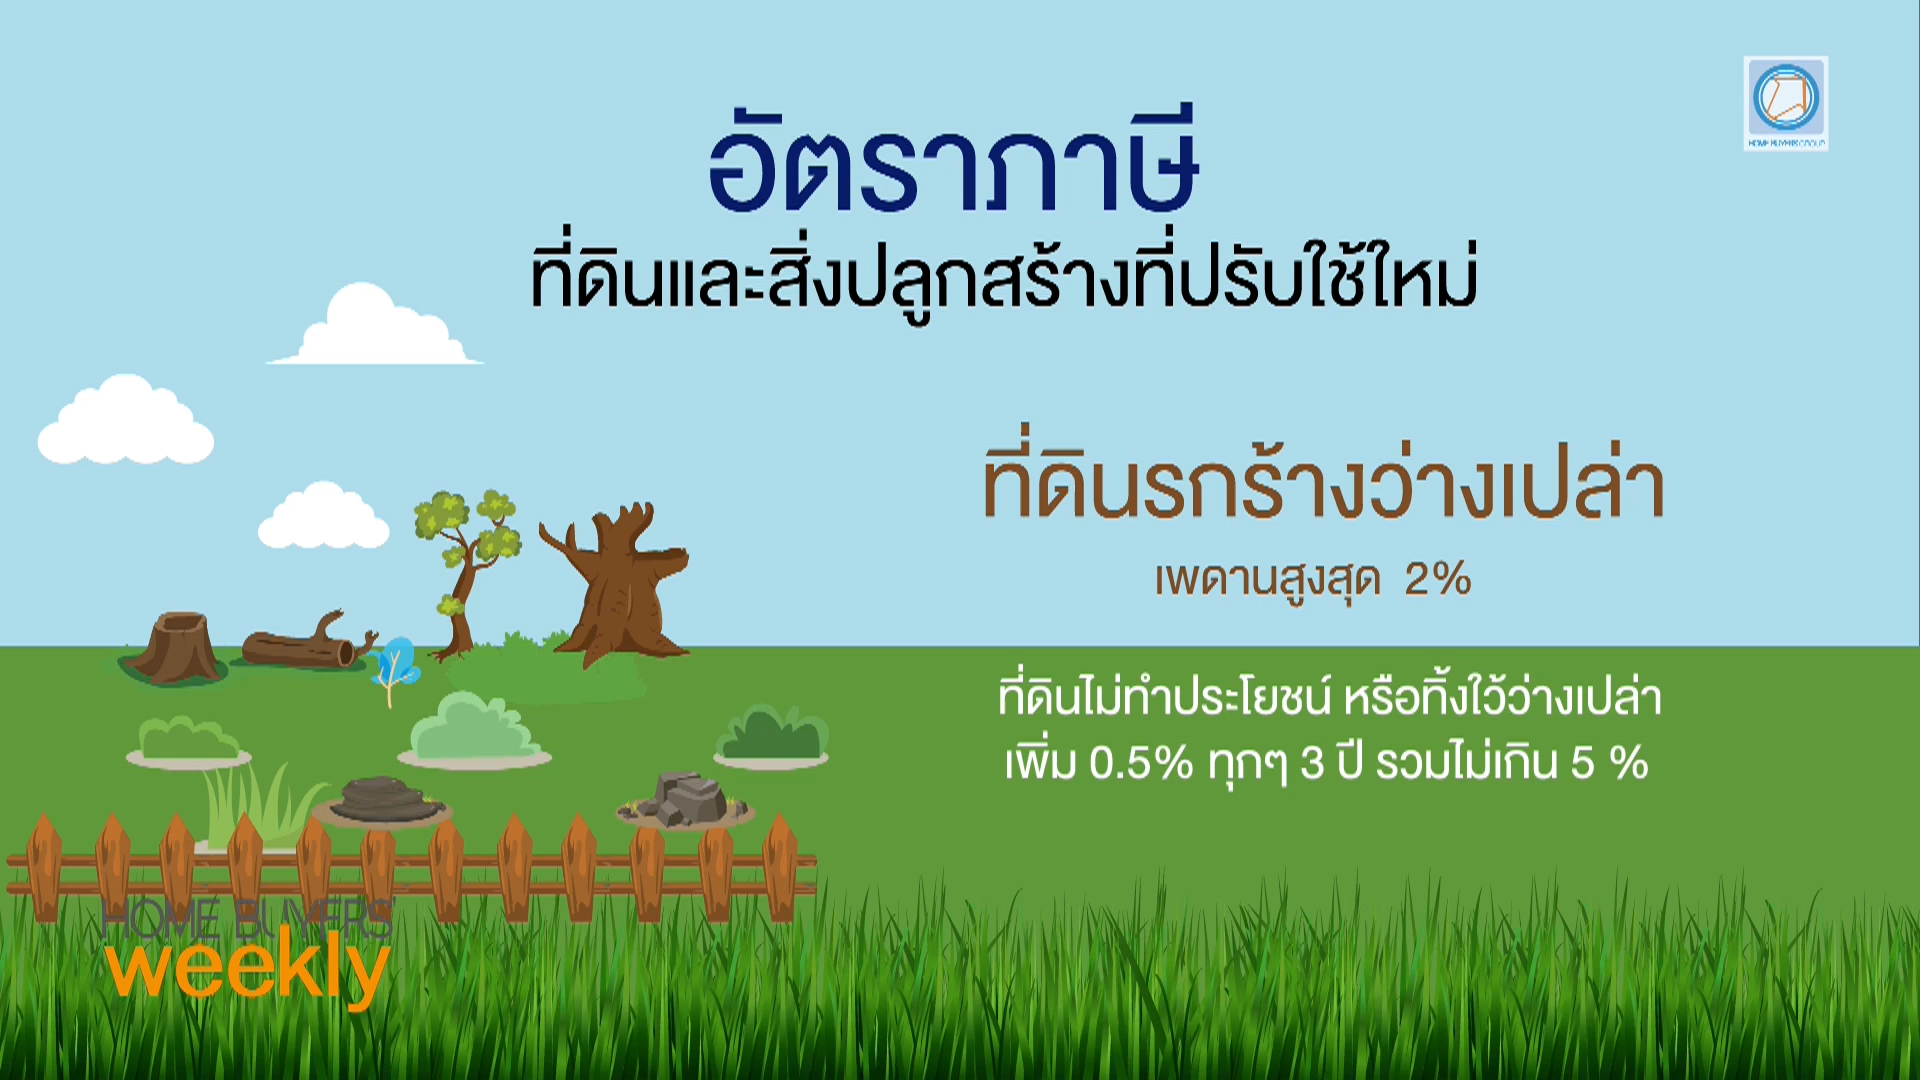 HOME BUYERS GROUP
อัตราภาษี
ที่ดินและสิ่งปลูกสร้างที่ปรับใช้ใหม่
ที่ดินรกร้างว่างเปล่า
เพดานสูงสุด 2%
ที่ดินไม่ทำประโยชน์ หรือทิ้งใว้ว่างเปล่า
เพิ่ม 0.5% ทุกๆ 3 ปี รวมไม่เกิน 5 %
HOME BUYERS'
weekly